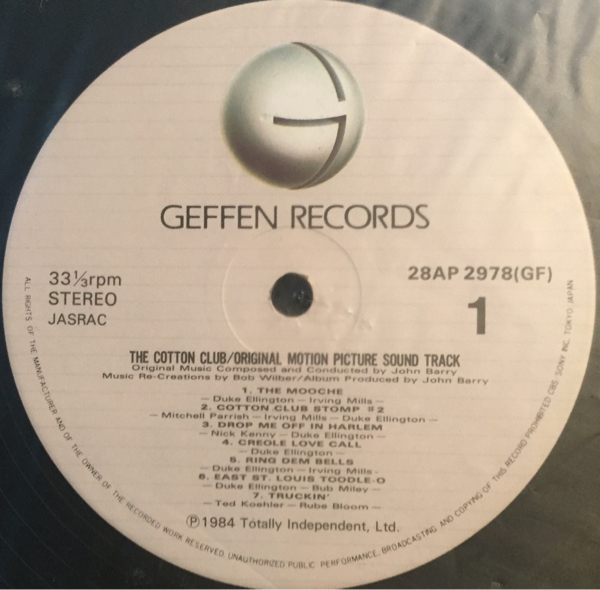 GEFFEN RECORDS
33⅓rpm
STEREO
JASRAC
28AP 2978(GF)
1
THE COTTON CLUB/ORIGINAL MOTION PICTURE SOUND TRACK
Original Music Composed and Conducted by John Barry
Music Re-Creations by Bob Wilber/Album Produced by John Barry
1. THE MOOCHE
— Duke Ellington — Irving Mills —
2. COTTON CLUB STOMP #2
— Mitchell Parrish — Irving Mills — Duke Ellington —
3. DROP ME OFF IN HARLEM
— Nick Kenny — Duke Ellington —
4. CREOLE LOVE CALL
— Duke Ellington —
5. RING DEM BELLS
— Duke Ellington — Irving Mills -
6. EAST ST. LOUIS TOODLE-O
— Duke Ellington — Bub Miley —
7. TRUCKIN'
— Ted Koehler — Rube Bloom —
℗1984 Totally Independent, Ltd.
ALL RIGHTS OF THE MANUFACTURER AND OF THE OWNER OF THE RECORDED WORK RESERVED. UNAUTHORIZED PUBLIC PERFORMANCE, BROADCASTING AND COPYING OF THIS RECORD PROHIBITED CBS/SONY INC. TOKYO JAPAN